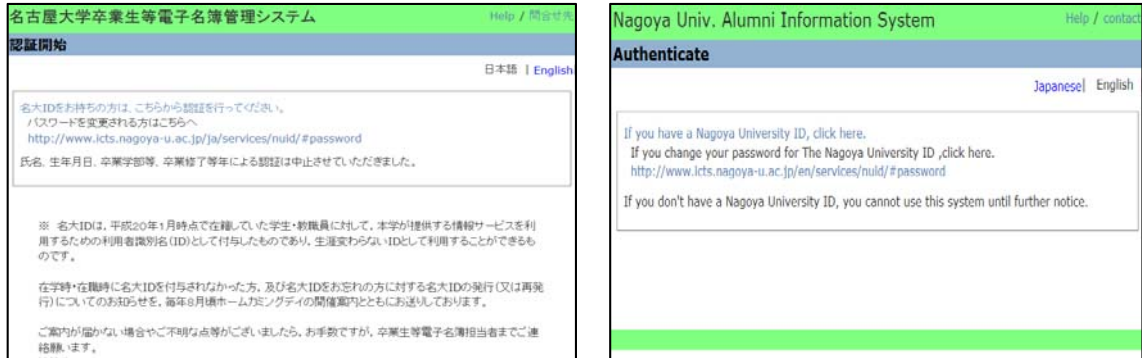 名古屋大学卒業生等電子名簿管理システム
Help / 問合せ先
認証開始
日本語 | English
名大IDをお持ちの方は、こちらから認証を行ってください。
パスワードを変更される方はこちらへ
http://www.icts.nagoya-u.ac.jp/ja/services/nuid/#password
氏名、生年月日、卒業学部等、卒業修了等年による認証は中止させていただきました。
※ 名大IDは、平成20年1月時点で在籍していた学生・教職員に対して、本学が提供する情報サービスを利
用するための利用者識別名(ID)として付与したものであり、生涯変わらないIDとして利用することができるも
のです。
在学時・在職時に名大IDを付与されなかった方、及び名大IDをお忘れの方に対する名大IDの発行(又は再発
行)についてのお知らせを、毎年8月頃ホームカミングデイの開催案内とともにお送りしております。
ご案内が届かない場合やご不明な点等がございましたら、お手数ですが、卒業生等電子名簿担当者までご連
絡願います。
Nagoya Univ. Alumni Information System
Help / contact
Authenticate
Japanese| English
If you have a Nagoya University ID, click here.
If you change your password for The Nagoya University ID ,click here.
http://www.icts.nagoya-u.ac.jp/en/services/nuid/#password
If you don't have a Nagoya University ID, you cannot use this system until further notice.